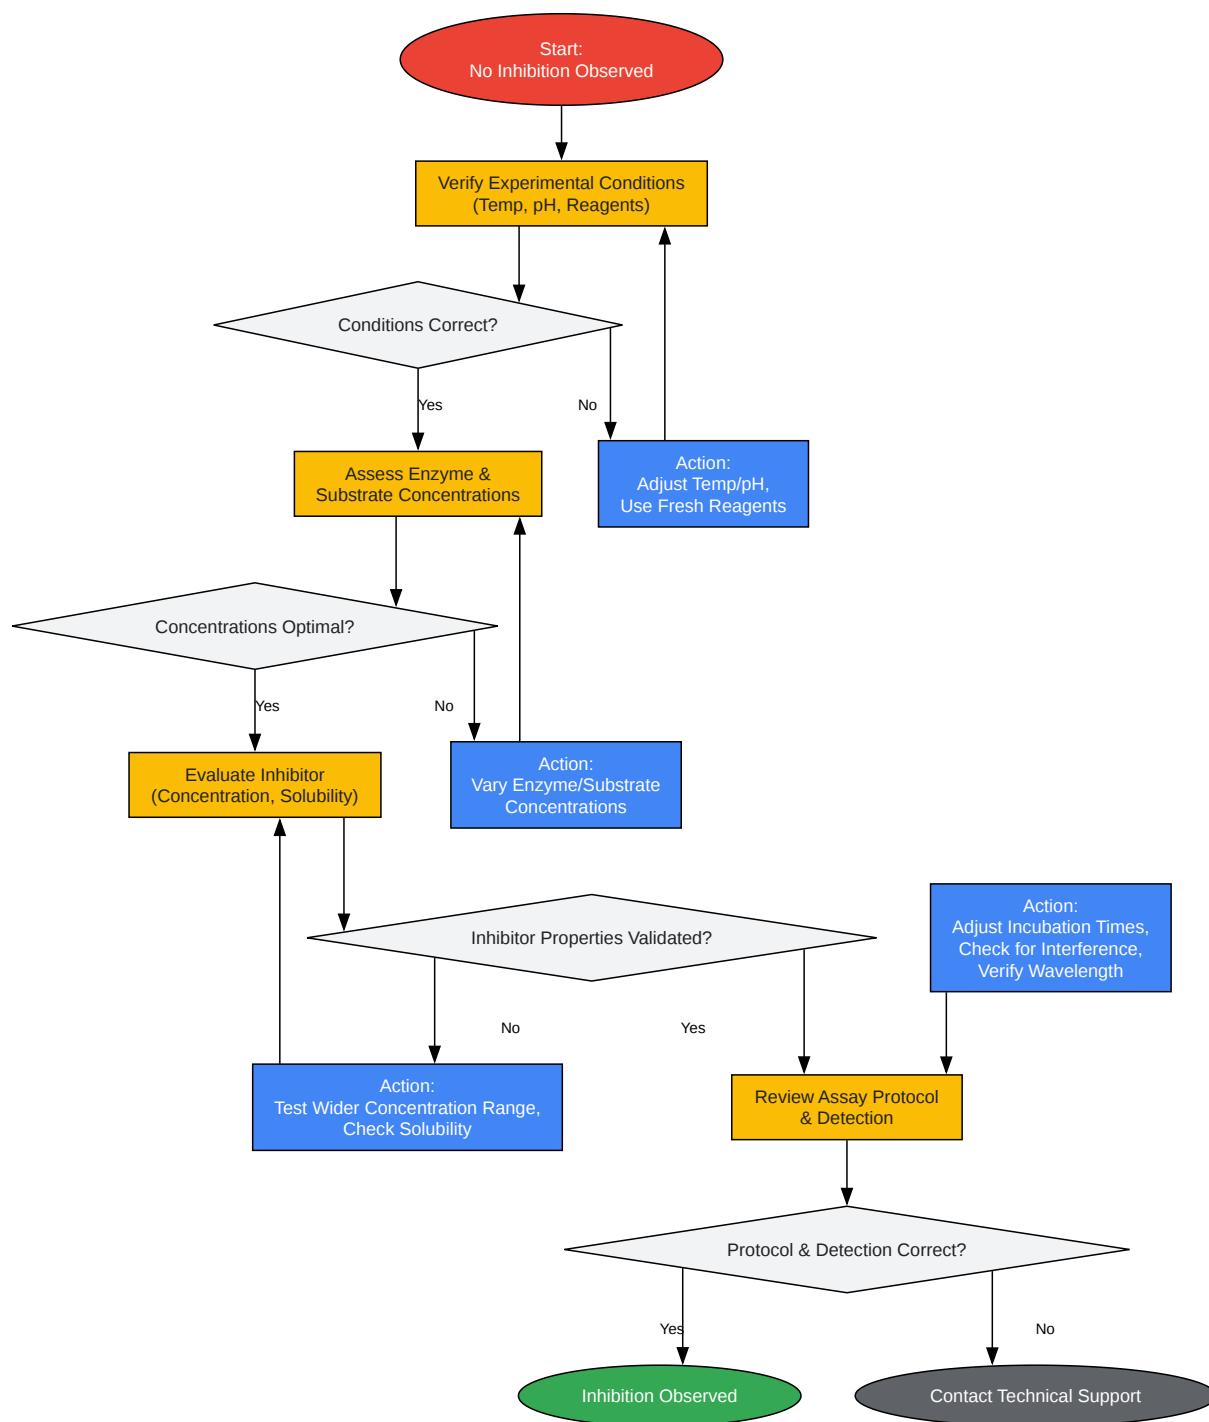 Start:
No Inhibition Observed
Verify Experimental Conditions
(Temp, pH, Reagents)
Conditions Correct?
Yes
No
Assess Enzyme &
Substrate Concentrations
Action:
Adjust Temp/pH,
Use Fresh Reagents
Concentrations Optimal?
Yes
No
Evaluate Inhibitor
(Concentration, Solubility)
Action:
Vary Enzyme/Substrate
Concentrations
Inhibitor Properties Validated?
Action:
Adjust Incubation Times,
Check for Interference,
Verify Wavelength
No
Yes
Action:
Test Wider Concentration Range,
Check Solubility
Review Assay Protocol
& Detection
Protocol & Detection Correct?
Yes
No
Inhibition Observed
Contact Technical Support